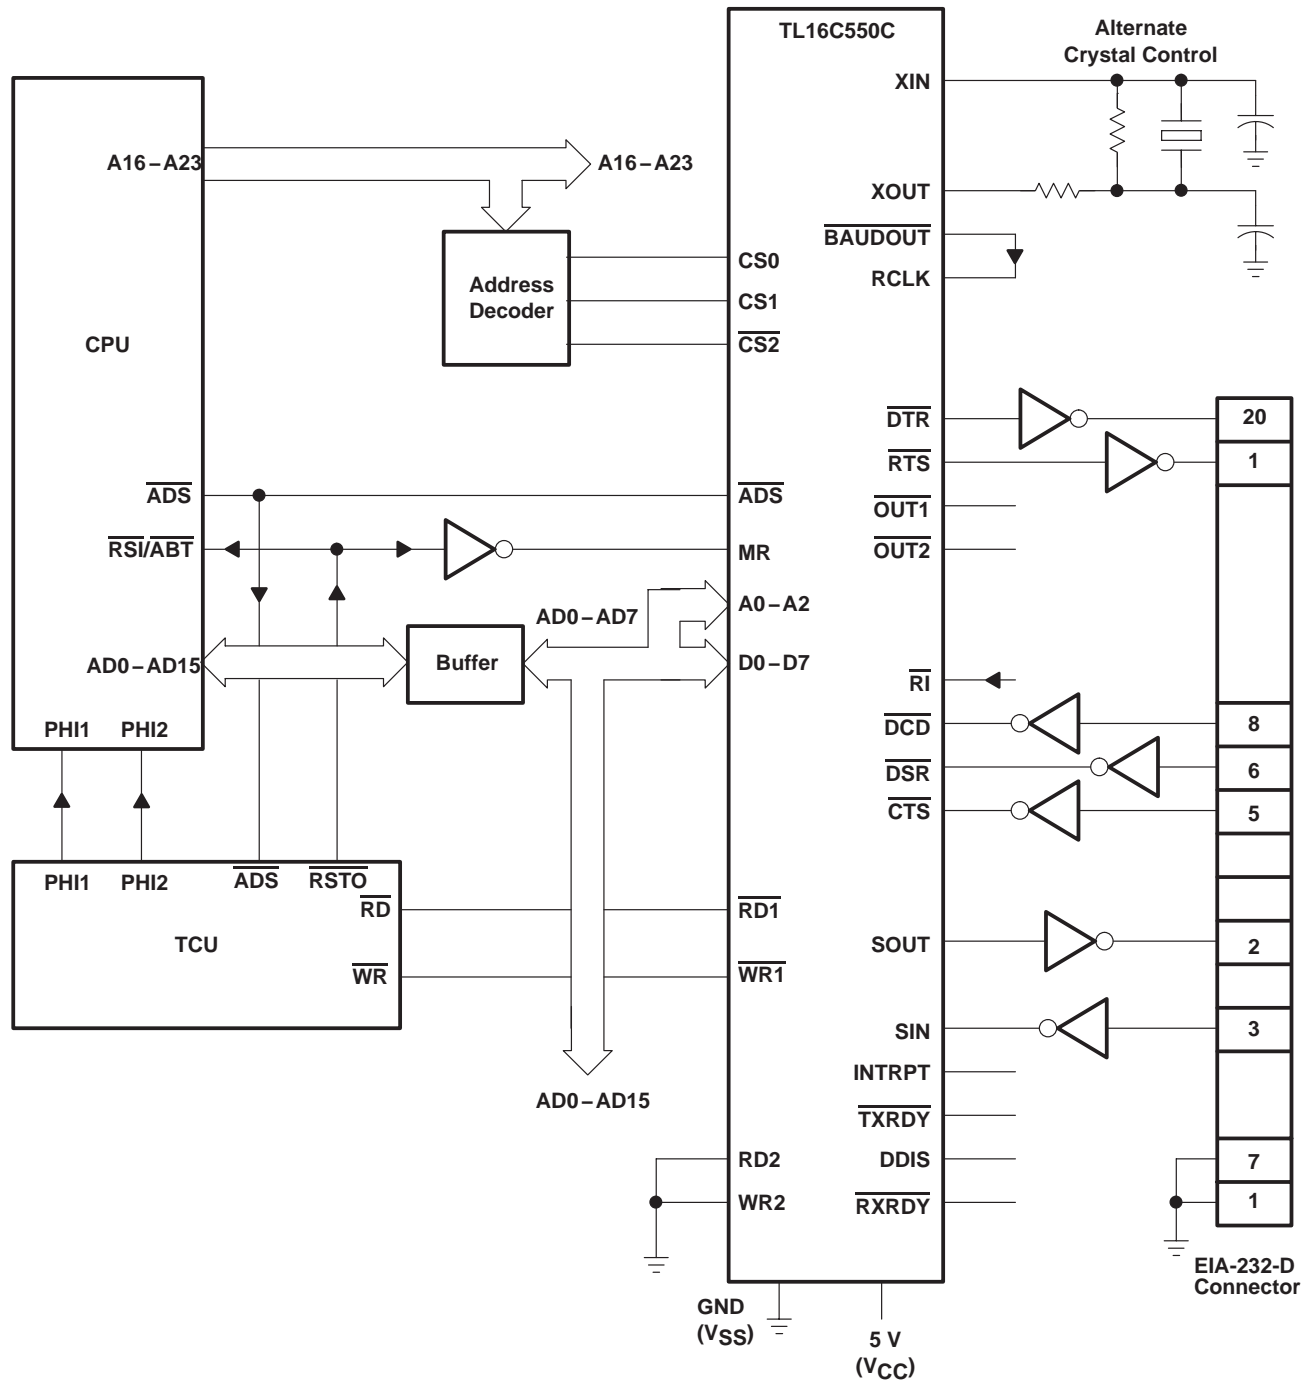 TL16C550C
Alternate
Crystal Control
XIN
A16–A23
A16–A23
XOUT
BAUDOUT
RCLK
CS0
CS1
CS2
Address
Decoder
CPU
DTR
20
RTS
1
ADS
ADS
OUT1
RSI/ABT
MR
OUT2
AD0–AD7
A0–A2
AD0–AD15
Buffer
D0–D7
RI
PHI1
PHI2
DCD
8
DSR
6
CTS
5
PHI1
PHI2
ADS
RSTO
RD
RD1
TCU
SOUT
2
WR
WR1
SIN
3
INTRPT
AD0–AD15
TXRDY
RD2
DDIS
7
WR2
RXRDY
1
EIA-232-D
Connector
GND
(VSS)
5 V
(VCC)